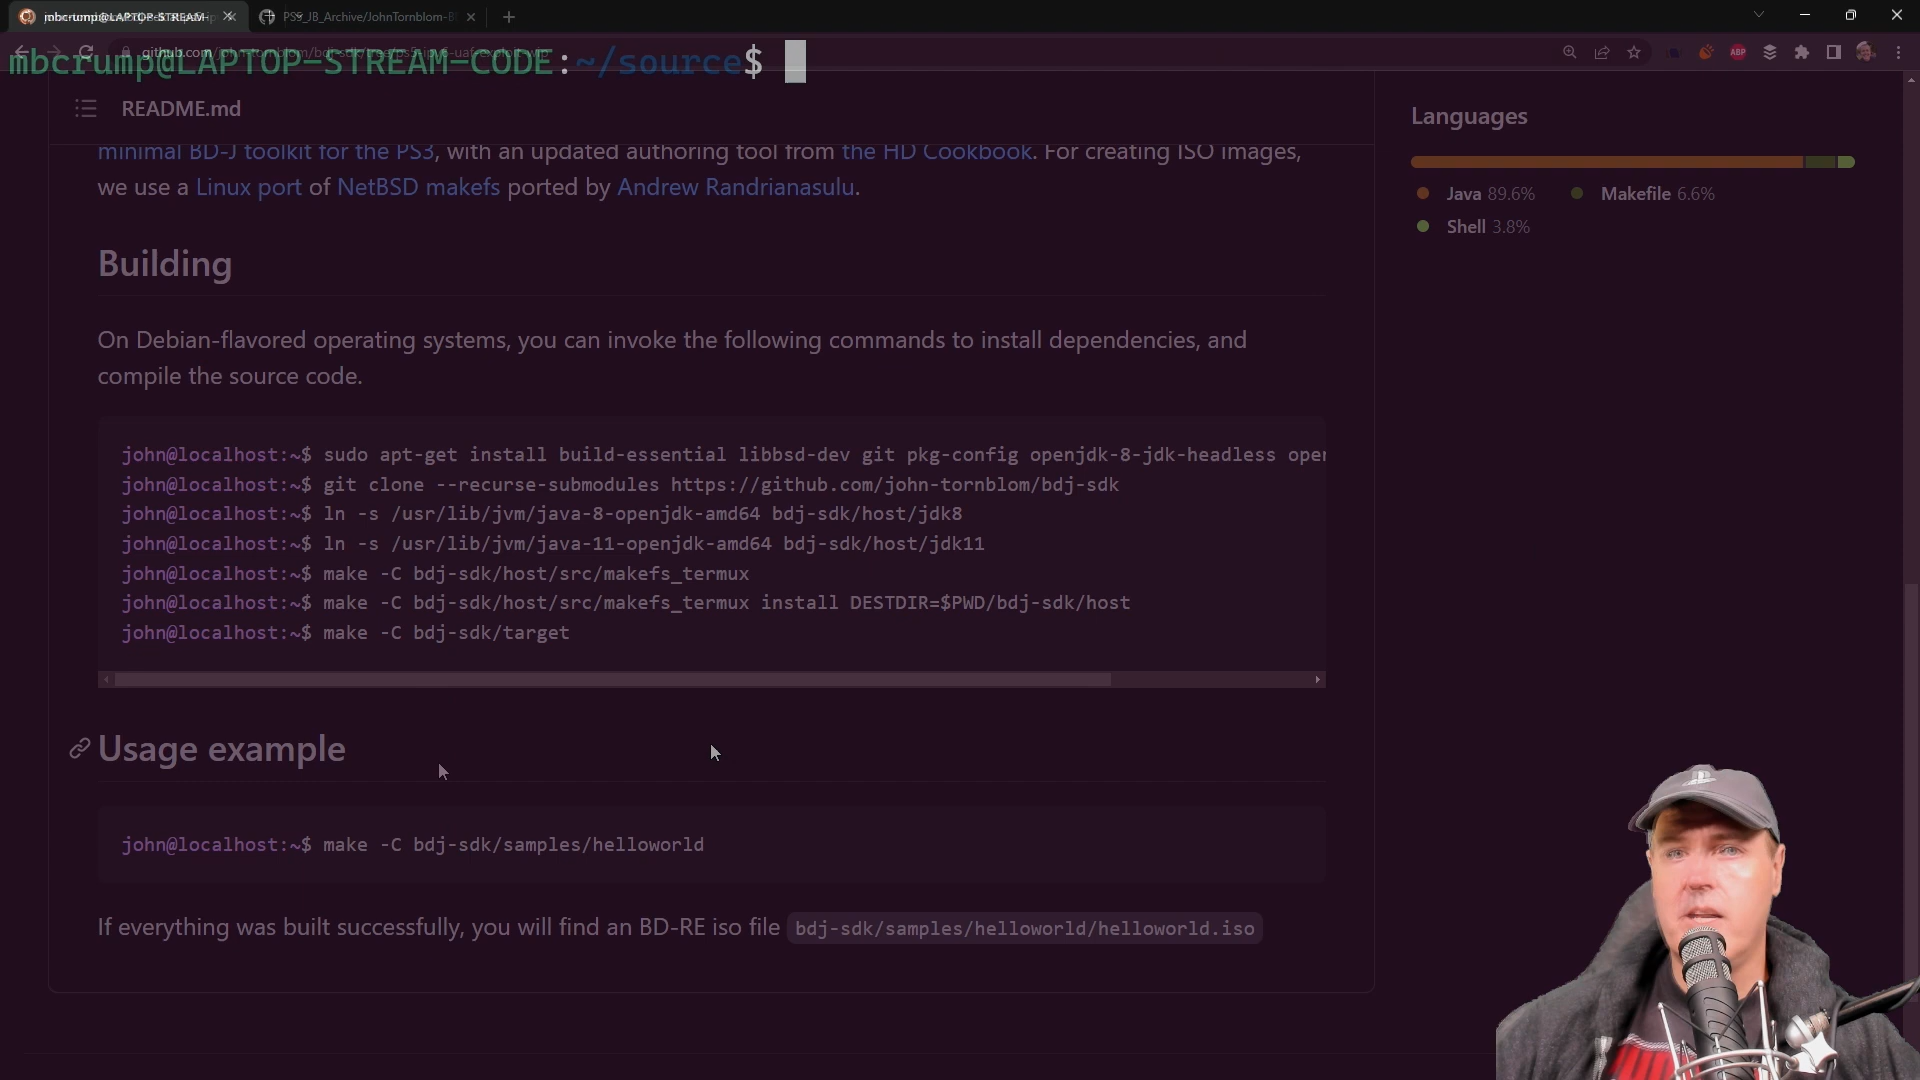 mbcrump@LAPTOP-STREAM-CODE:~/source$
PS5_JB_Archive/JohnTornblom-B
README.md
minimal BD-J toolkit for the PS3, with an updated authoring tool from the HD Cookbook. For creating ISO images,
we use a Linux port of NetBSD makefs ported by Andrew Randrianasulu.
Building
On Debian-flavored operating systems, you can invoke the following commands to install dependencies, and
compile the source code.
john@localhost:~$ sudo apt-get install build-essential libbsd-dev git pkg-config openjdk-8-jdk-headless oper
john@localhost:~$ git clone --recurse-submodules https://github.com/john-tornblom/bdj-sdk
john@localhost:~$ ln -s /usr/lib/jvm/java-8-openjdk-amd64 bdj-sdk/host/jdk8
john@localhost:~$ ln -s /usr/lib/jvm/java-11-openjdk-amd64 bdj-sdk/host/jdk11
john@localhost:~$ make -C bdj-sdk/host/src/makefs_termux
john@localhost:~$ make -C bdj-sdk/host/src/makefs_termux install DESTDIR=$PWD/bdj-sdk/host
john@localhost:~$ make -C bdj-sdk/target
Usage example
john@localhost:~$ make -C bdj-sdk/samples/helloworld
If everything was built successfully, you will find an BD-RE iso file bdj-sdk/samples/helloworld/helloworld.iso
Languages
Java 89.6%
Makefile 6.6%
Shell 3.8%
ABP